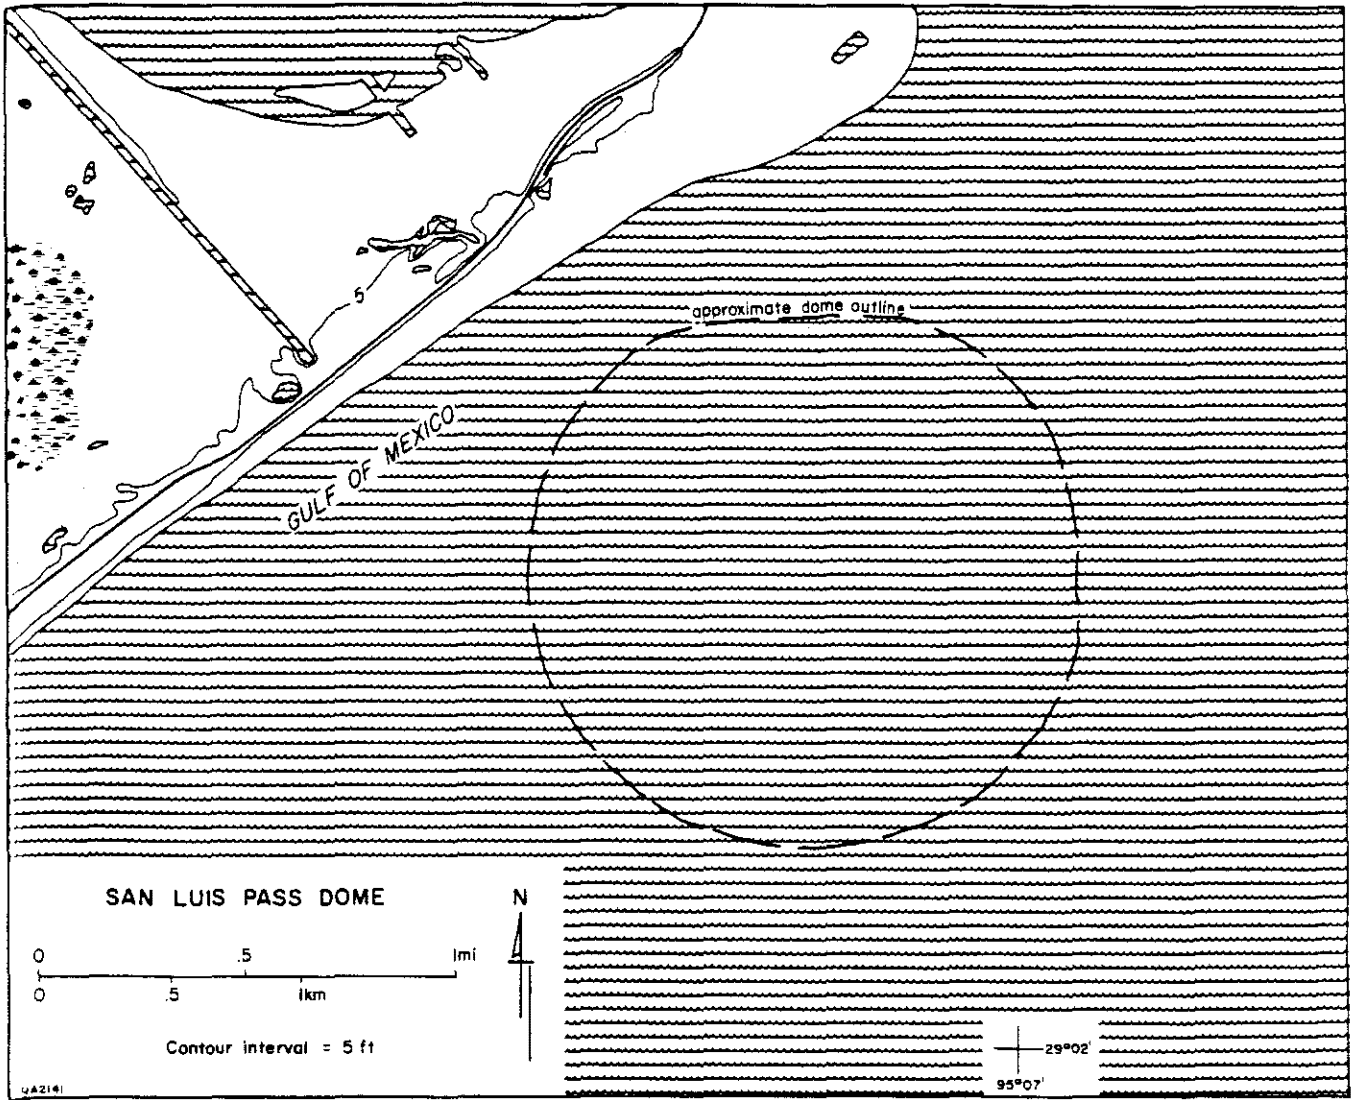 approximate dome outline
5
GULF OF MEXICO
SAN LUIS PASS DOME
N
0 .5 1mi
0 .5 1km
Contour interval = 5 ft
29°02'
95°07'
QA2141